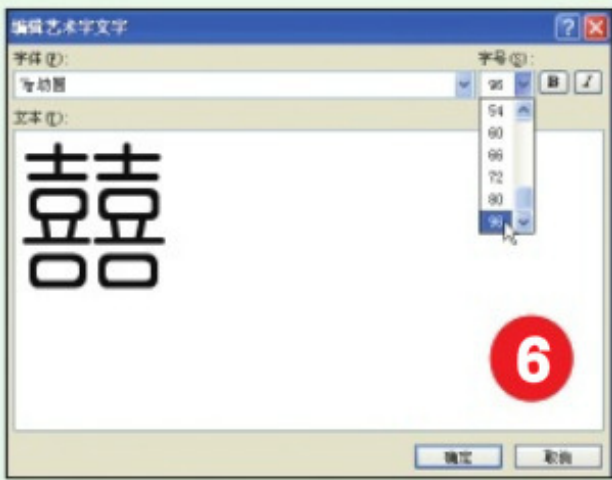 编辑艺术字文字
字体(F):
字号(S):
幼圆
96
B
I
54
60
66
72
80
96
文本(T):
囍
6
确定
取消